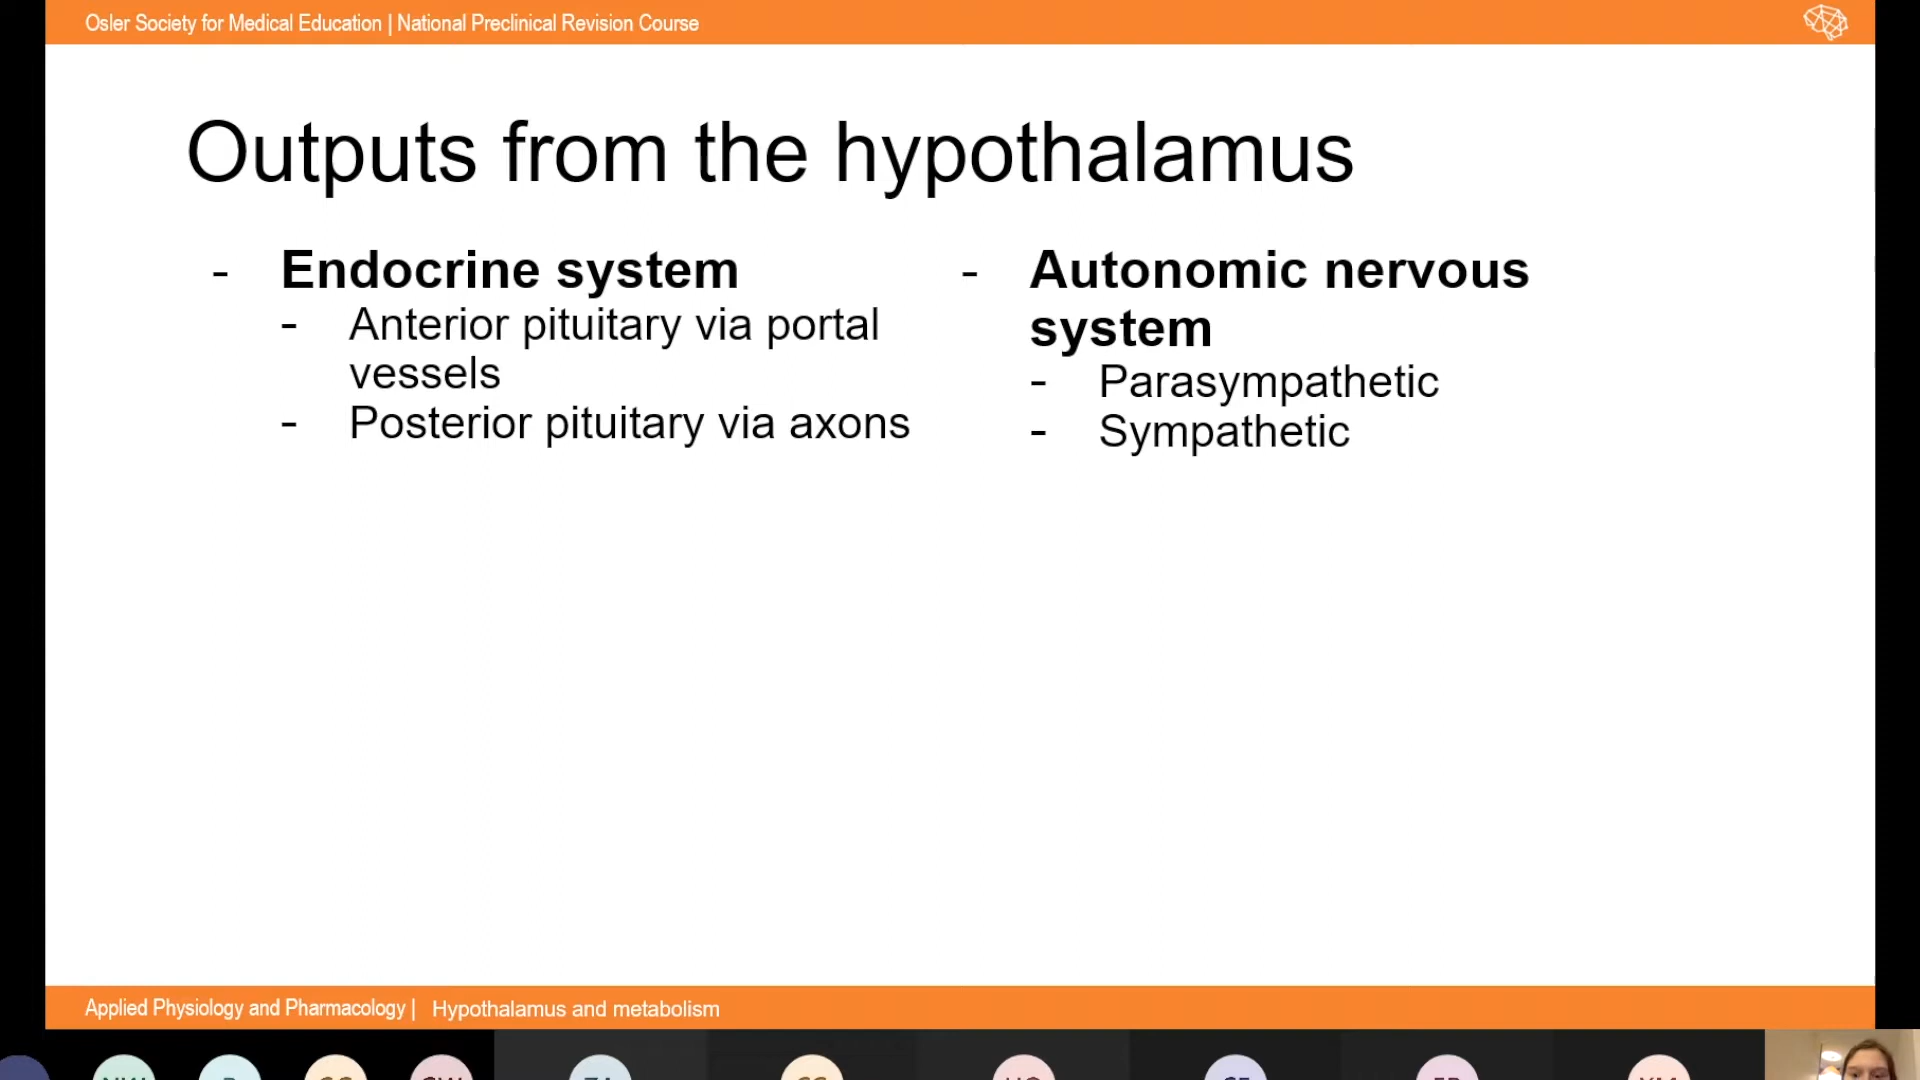 Osler Society for Medical Education | National Preclinical Revision Course
Outputs from the hypothalamus
- Endocrine system
- Anterior pituitary via portal
vessels
- Posterior pituitary via axons
- Autonomic nervous
system
- Parasympathetic
- Sympathetic
Applied Physiology and Pharmacology | Hypothalamus and metabolism